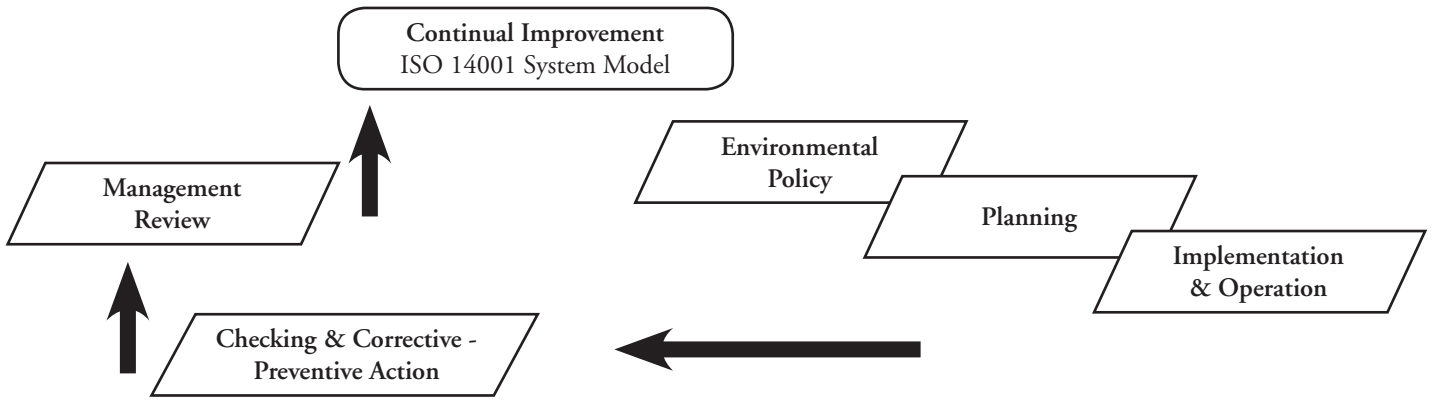 Continual Improvement
ISO 14001 System Model
Environmental
Policy
Management
Review
Planning
Implementation
& Operation
Checking & Corrective -
Preventive Action